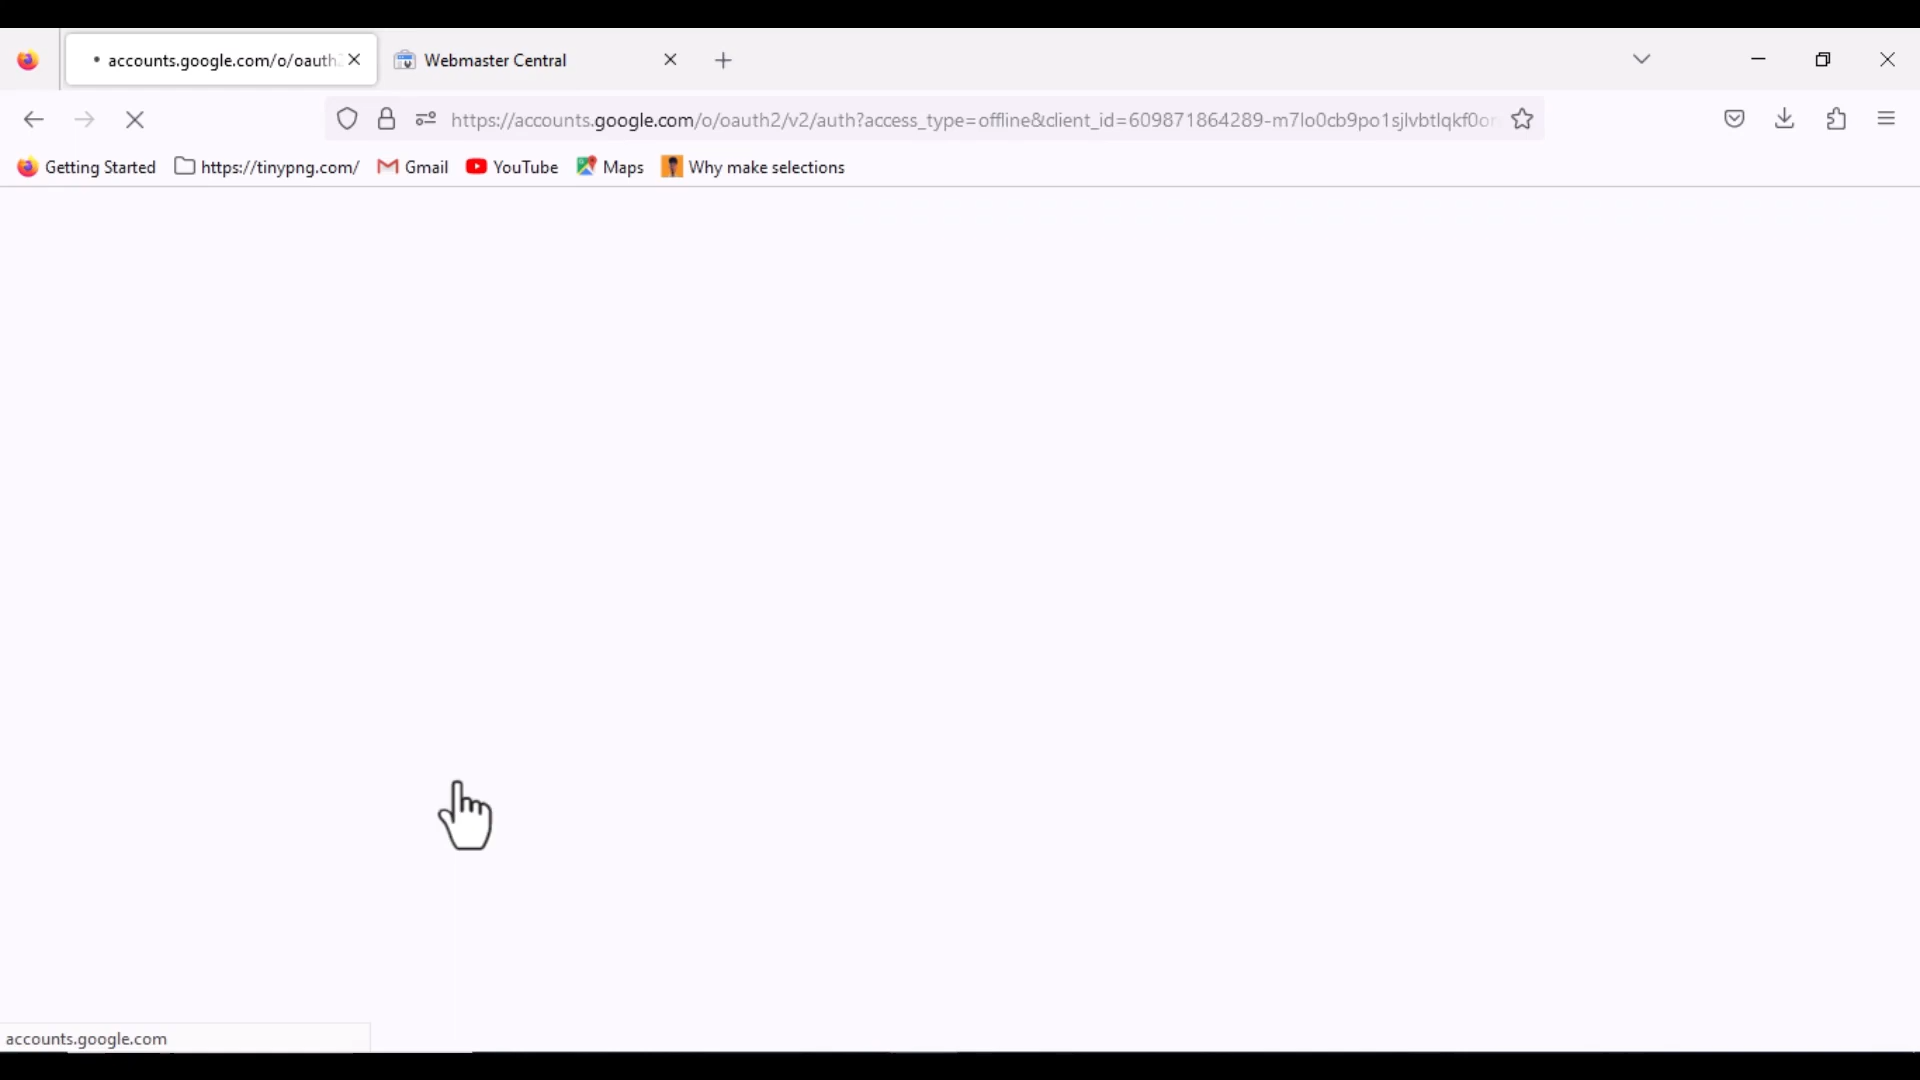 accounts.google.com/o/oauth
Webmaster Central
https://accounts.google.com/o/oauth2/v2/auth?access_type=offline&client_id=609871864289-m7lo0cb9po1sjlvbtlqkf0o
Getting Started
https://tinypng.com/
Gmail
YouTube
Maps
Why make selections
accounts.google.com